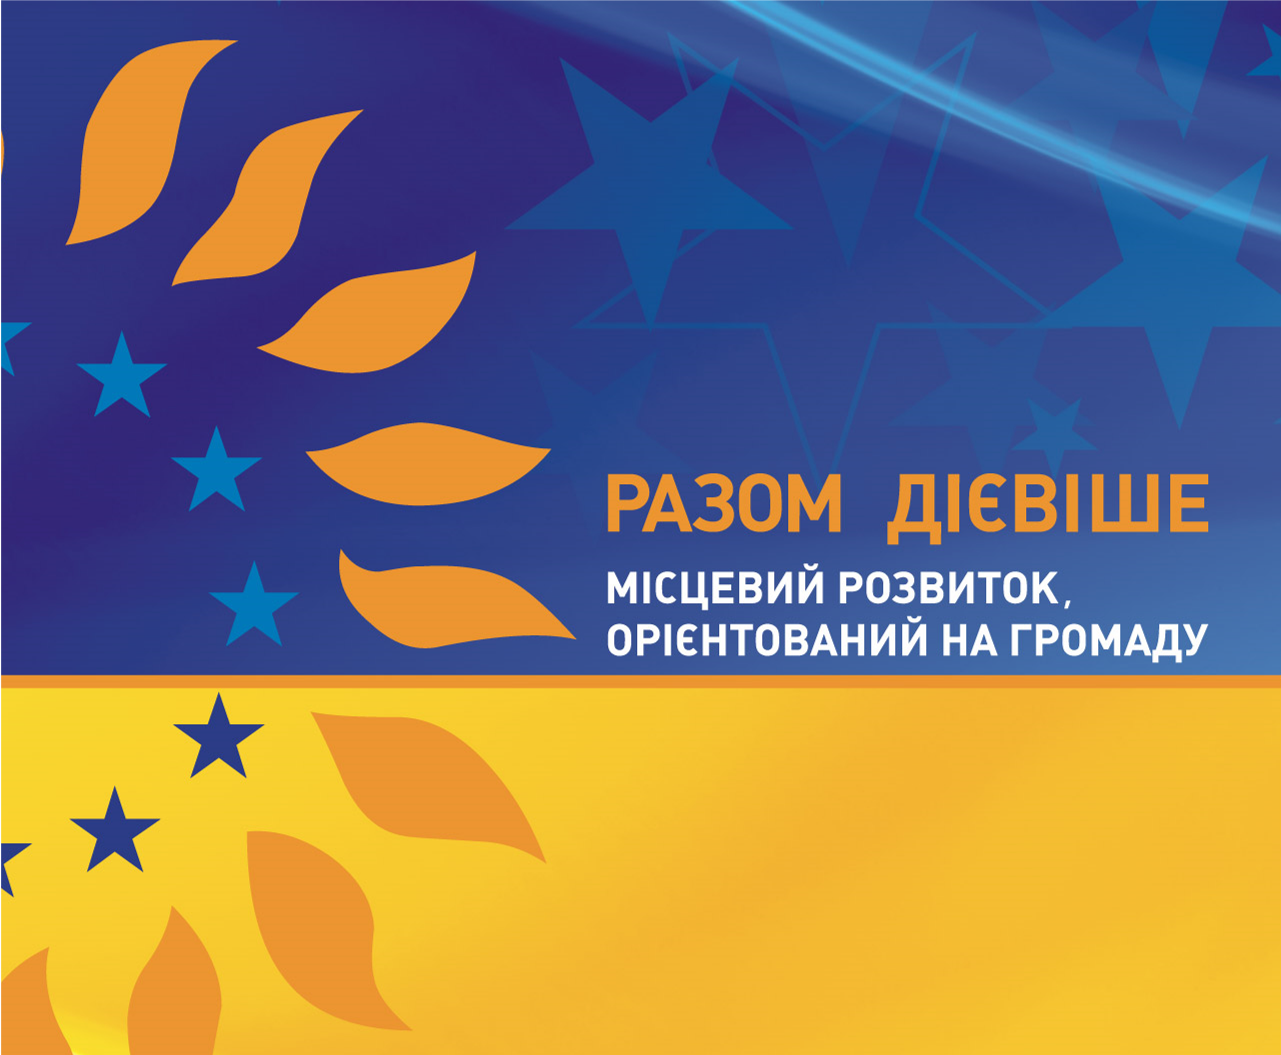 РАЗОМ ДІЄВІШЕ
МІСЦЕВИЙ РОЗВИТОК,
ОРІЄНТОВАНИЙ НА ГРОМАДУ